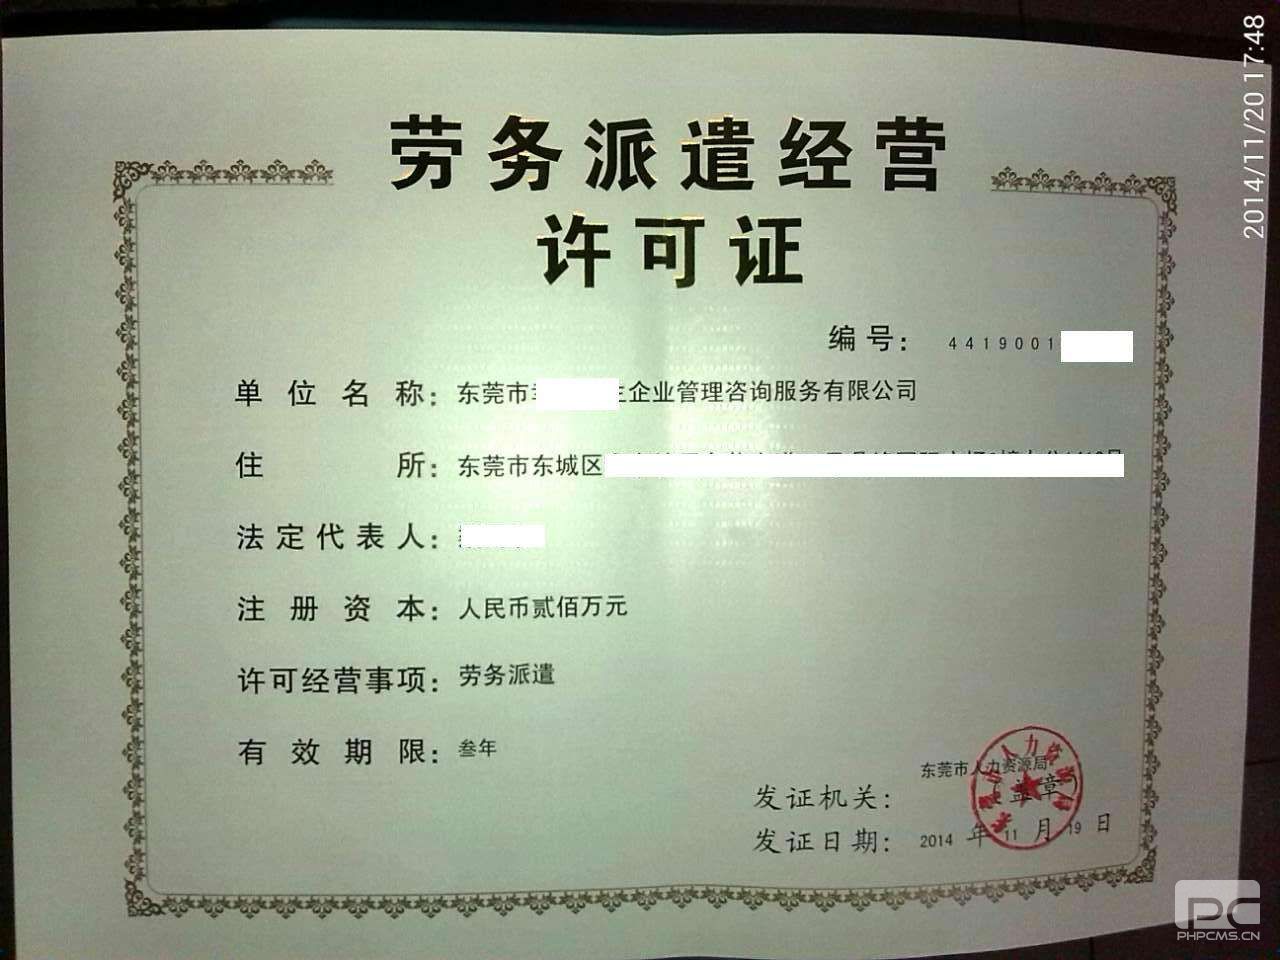 2014/11/20 17:48
劳务派遣经营
许可证
编号： 4419001
单位名称：东莞市 企业管理咨询服务有限公司
住所：东莞市东城区
法定代表人：
注册资本：人民币贰佰万元
许可经营事项：劳务派遣
有效期限：叁年
东莞市人力资源局
发证机关： 盖章
发证日期： 2014 年 11 月 19 日
PC
PHPCMS.CN